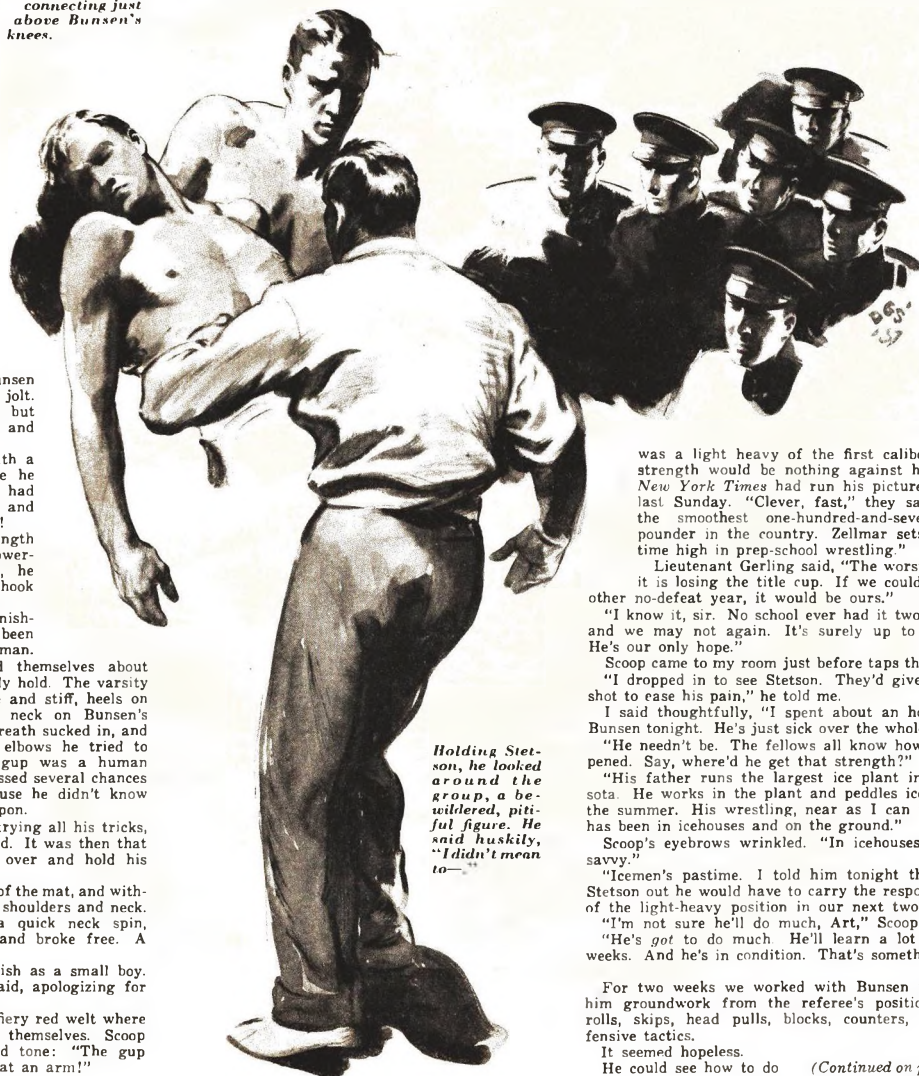 connecting just
above Bunsen's
knees.
unsen
jolt.
but
and
th a
e he
had
and
!
ngth
ower-
, he
hook
nish-
been
man.
d themselves about
ly hold. The varsity
and stiff, heels on
neck on Bunsen's
reath sucked in, and
elbows he tried to
gup was a human
ssed several chances
use he didn't know
pon.
rying all his tricks,
d. It was then that
over and hold his
of the mat, and with-
shoulders and neck.
a quick neck spin,
and broke free. A
ish as a small boy.
aid, apologizing for
fiery red welt where
themselves. Scoop
d tone: "The gup
at an arm!"
Holding Stet-
son, he looked
around the
group, a be-
wildered, piti-
ful figure. He
said huskily,
"I didn't mean
to—"
was a light heavy of the first calibe
strength would be nothing against h
New York Times had run his picture
last Sunday. "Clever, fast," they sa
the smoothest one-hundred-and-seve
pounder in the country. Zellmar sets
time high in prep-school wrestling."
Lieutenant Gerling said, "The wors
it is losing the title cup. If we could
other no-defeat year, it would be ours."
"I know it, sir. No school ever had it two
and we may not again. It's surely up to
He's our only hope."
Scoop came to my room just before taps th
"I dropped in to see Stetson. They'd give
shot to ease his pain," he told me.
I said thoughtfully, "I spent about an ho
Bunsen tonight. He's just sick over the whol
"He needn't be. The fellows all know how
pened. Say, where'd he get that strength?"
"His father runs the largest ice plant in
sota. He works in the plant and peddles ice
the summer. His wrestling, near as I can
has been in icehouses and on the ground."
Scoop's eyebrows wrinkled. "In icehouses
savvy."
"Icemen's pastime. I told him tonight th
Stetson out he would have to carry the respo
of the light-heavy position in our next two
"I'm not sure he'll do much, Art," Scoop
"He's got to do much. He'll learn a lot
weeks. And he's in condition. That's someth
For two weeks we worked with Bunsen
him groundwork from the referee's positio
rolls, skips, head pulls, blocks, counters,
fensive tactics.
It seemed hopeless.
He could see how to do (Continued on